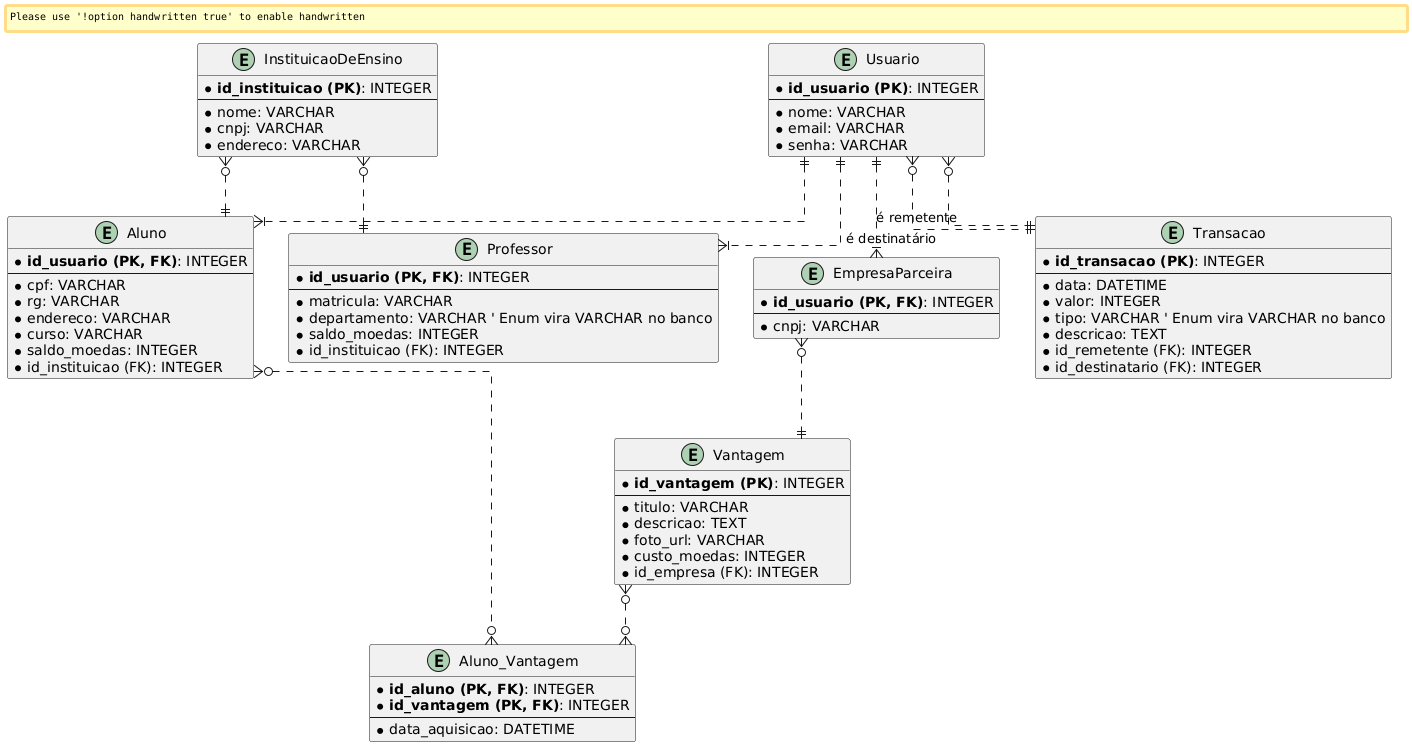 Please use '!option handwritten true' to enable handwritten
E InstituicaoDeEnsino
id_instituicao (PK): INTEGER
nome: VARCHAR
cnpj: VARCHAR
endereco: VARCHAR
E Usuario
id_usuario (PK): INTEGER
nome: VARCHAR
email: VARCHAR
senha: VARCHAR
é remetente
é destinatário
E Aluno
id_usuario (PK, FK): INTEGER
cpf: VARCHAR
rg: VARCHAR
endereco: VARCHAR
curso: VARCHAR
saldo_moedas: INTEGER
id_instituicao (FK): INTEGER
E Professor
id_usuario (PK, FK): INTEGER
matricula: VARCHAR
departamento: VARCHAR ' Enum vira VARCHAR no banco
saldo_moedas: INTEGER
id_instituicao (FK): INTEGER
E EmpresaParceira
id_usuario (PK, FK): INTEGER
cnpj: VARCHAR
E Transacao
id_transacao (PK): INTEGER
data: DATETIME
valor: INTEGER
tipo: VARCHAR ' Enum vira VARCHAR no banco
descricao: TEXT
id_remetente (FK): INTEGER
id_destinatario (FK): INTEGER
E Vantagem
id_vantagem (PK): INTEGER
titulo: VARCHAR
descricao: TEXT
foto_url: VARCHAR
custo_moedas: INTEGER
id_empresa (FK): INTEGER
E Aluno_Vantagem
id_aluno (PK, FK): INTEGER
id_vantagem (PK, FK): INTEGER
data_aquisicao: DATETIME